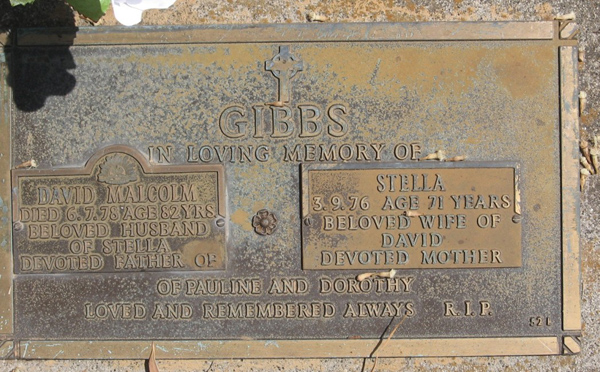 GIBBS
IN LOVING MEMORY OF
DAVID MALCOLM
DIED 6.7.78 AGE 82 YRS
BELOVED HUSBAND
OF STELLA
DEVOTED FATHER OF
STELLA
3.9.76 AGE 71 YEARS
BELOVED WIFE OF
DAVID
DEVOTED MOTHER
OF PAULINE AND DOROTHY
LOVED AND REMEMBERED ALWAYS R.I.P.